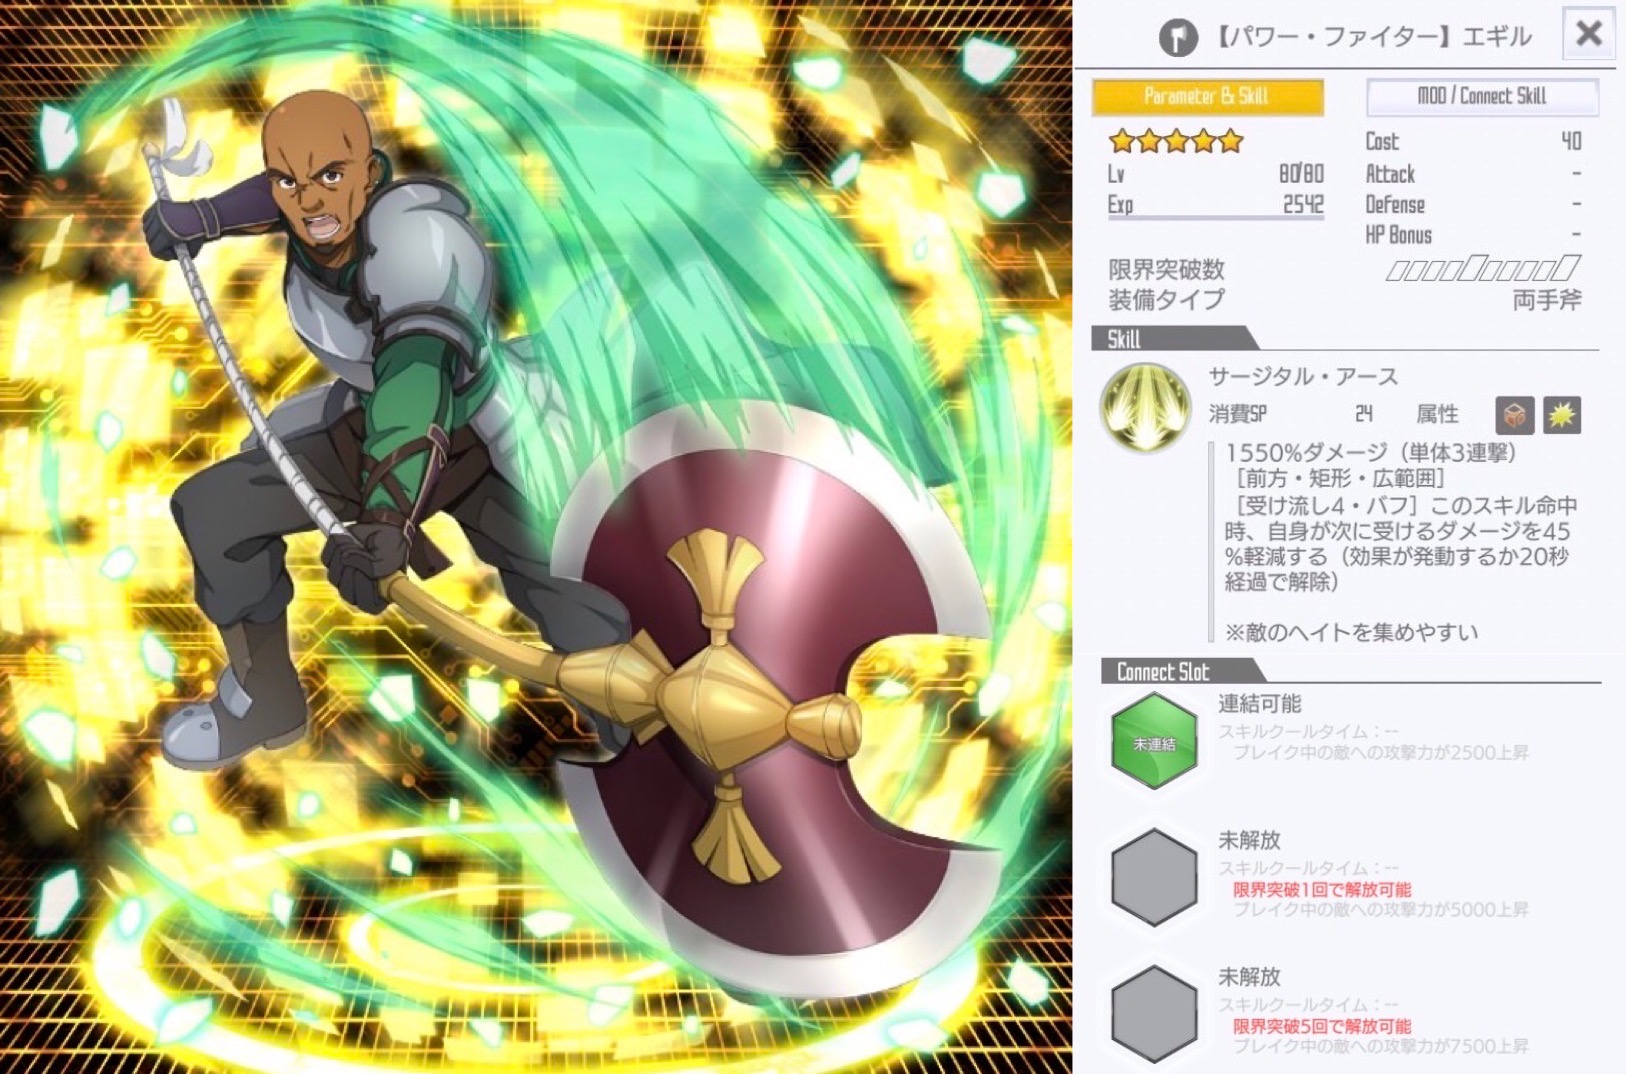 【パワー・ファイター】エギル
Parameter & Skill
MOD / Connect Skill
Lv 80/80
Exp 2542
Cost 40
Attack -
Defense -
HP Bonus -
限界突破数
装備タイプ 両手斧
Skill
サージタル・アース
消費SP 24 属性
1550%ダメージ（単体3連撃）
［前方・矩形・広範囲］
［受け流し4・バフ］このスキル命中
時、自身が次に受けるダメージを45
%軽減する（効果が発動するか20秒
経過で解除）
※敵のヘイトを集めやすい
Connect Slot
未連結
連結可能
スキルクールタイム：--
ブレイク中の敵への攻撃力が2500上昇
未解放
スキルクールタイム：--
限界突破1回で解放可能
ブレイク中の敵への攻撃力が5000上昇
未解放
スキルクールタイム：--
限界突破5回で解放可能
ブレイク中の敵への攻撃力が7500上昇